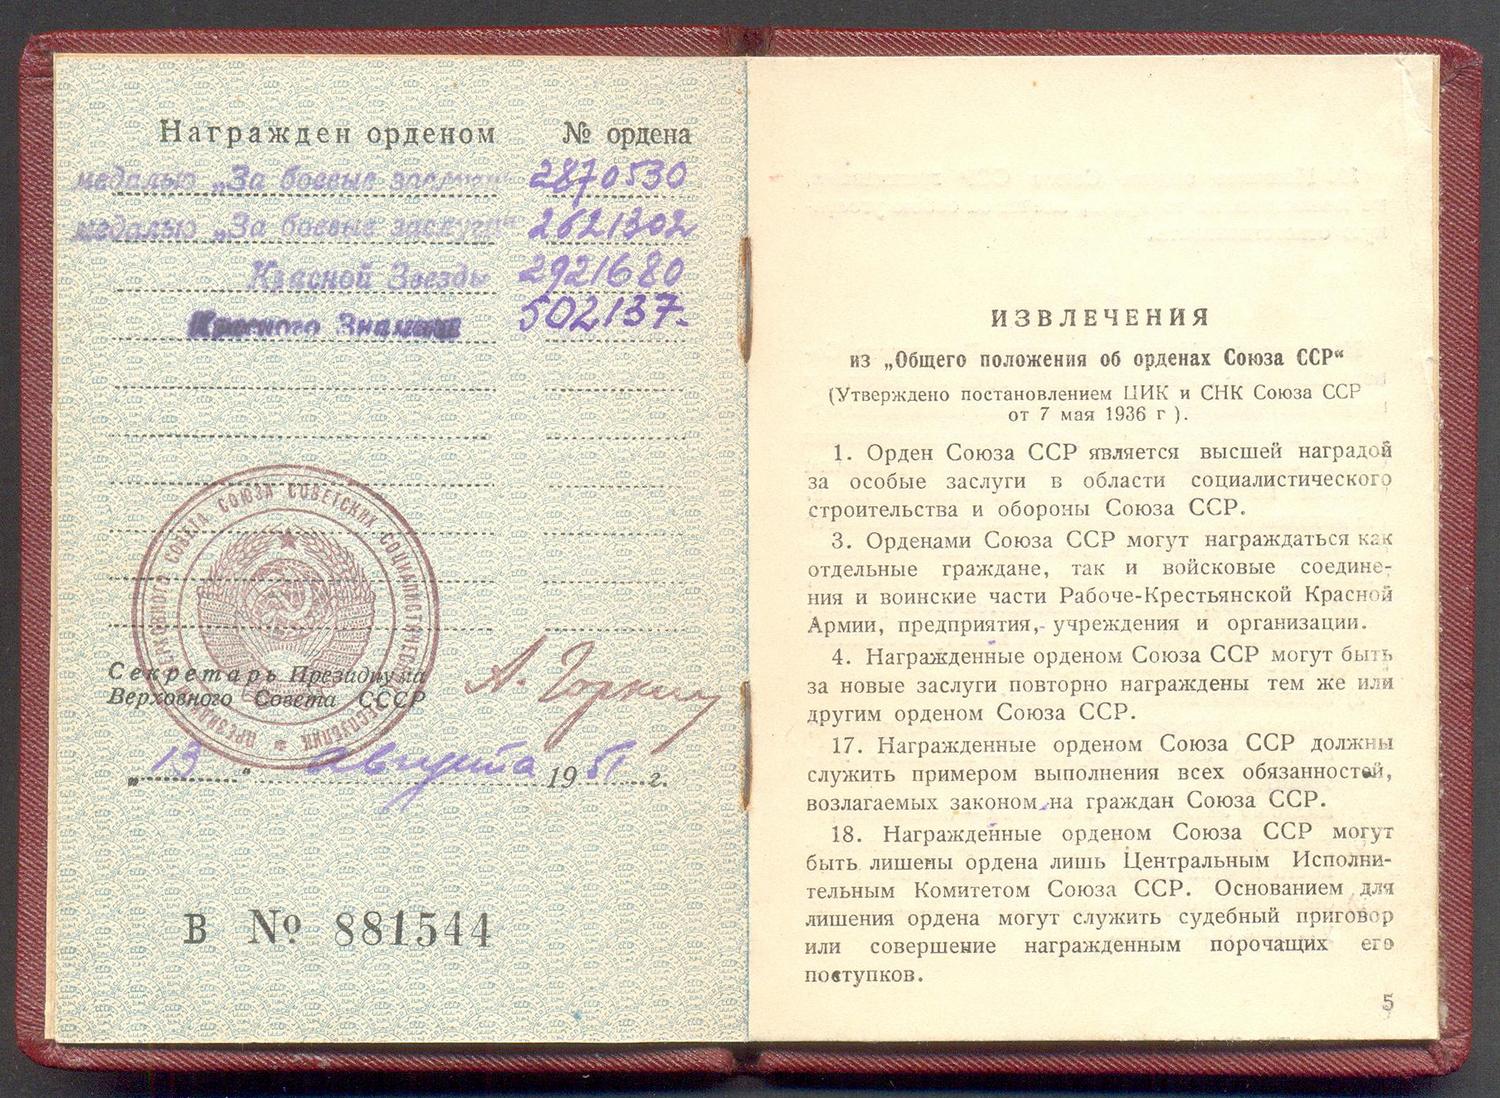 Награжден орденом № ордена
медалью „За боевые заслуги“ 2870530
медалью „За боевые заслуги“ 2621302
Красной Звезды 2921680
Красного Знамени 502137-
ПРЕЗИДИУМ ВЕРХОВНОГО СОВЕТА СОЮЗА СОВЕТСКИХ СОЦИАЛИСТИЧЕСКИХ РЕСПУБЛИК
Секретарь Президиума
Верховного Совета СССР А. Горкин
„13“ августа 1951 г.
В № 881544
ИЗВЛЕЧЕНИЯ
из „Общего положения об орденах Союза ССР“
(Утверждено постановлением ЦИК и СНК Союза ССР
от 7 мая 1936 г ).
1. Орден Союза ССР является высшей наградой
за особые заслуги в области социалистического
строительства и обороны Союза ССР.
3. Орденами Союза ССР могут награждаться как
отдельные граждане, так и войсковые соедине-
ния и воинские части Рабоче-Крестьянской Красной
Армии, предприятия, учреждения и организации.
4. Награжденные орденом Союза ССР могут быть
за новые заслуги повторно награждены тем же или
другим орденом Союза ССР.
17. Награжденные орденом Союза ССР должны
служить примером выполнения всех обязанностей,
возлагаемых законом на граждан Союза ССР.
18. Награжденные орденом Союза ССР могут
быть лишены ордена лишь Центральным Исполни-
тельным Комитетом Союза ССР. Основанием для
лишения ордена могут служить судебный приговор
или совершение награжденным порочащих его
поступков.
5